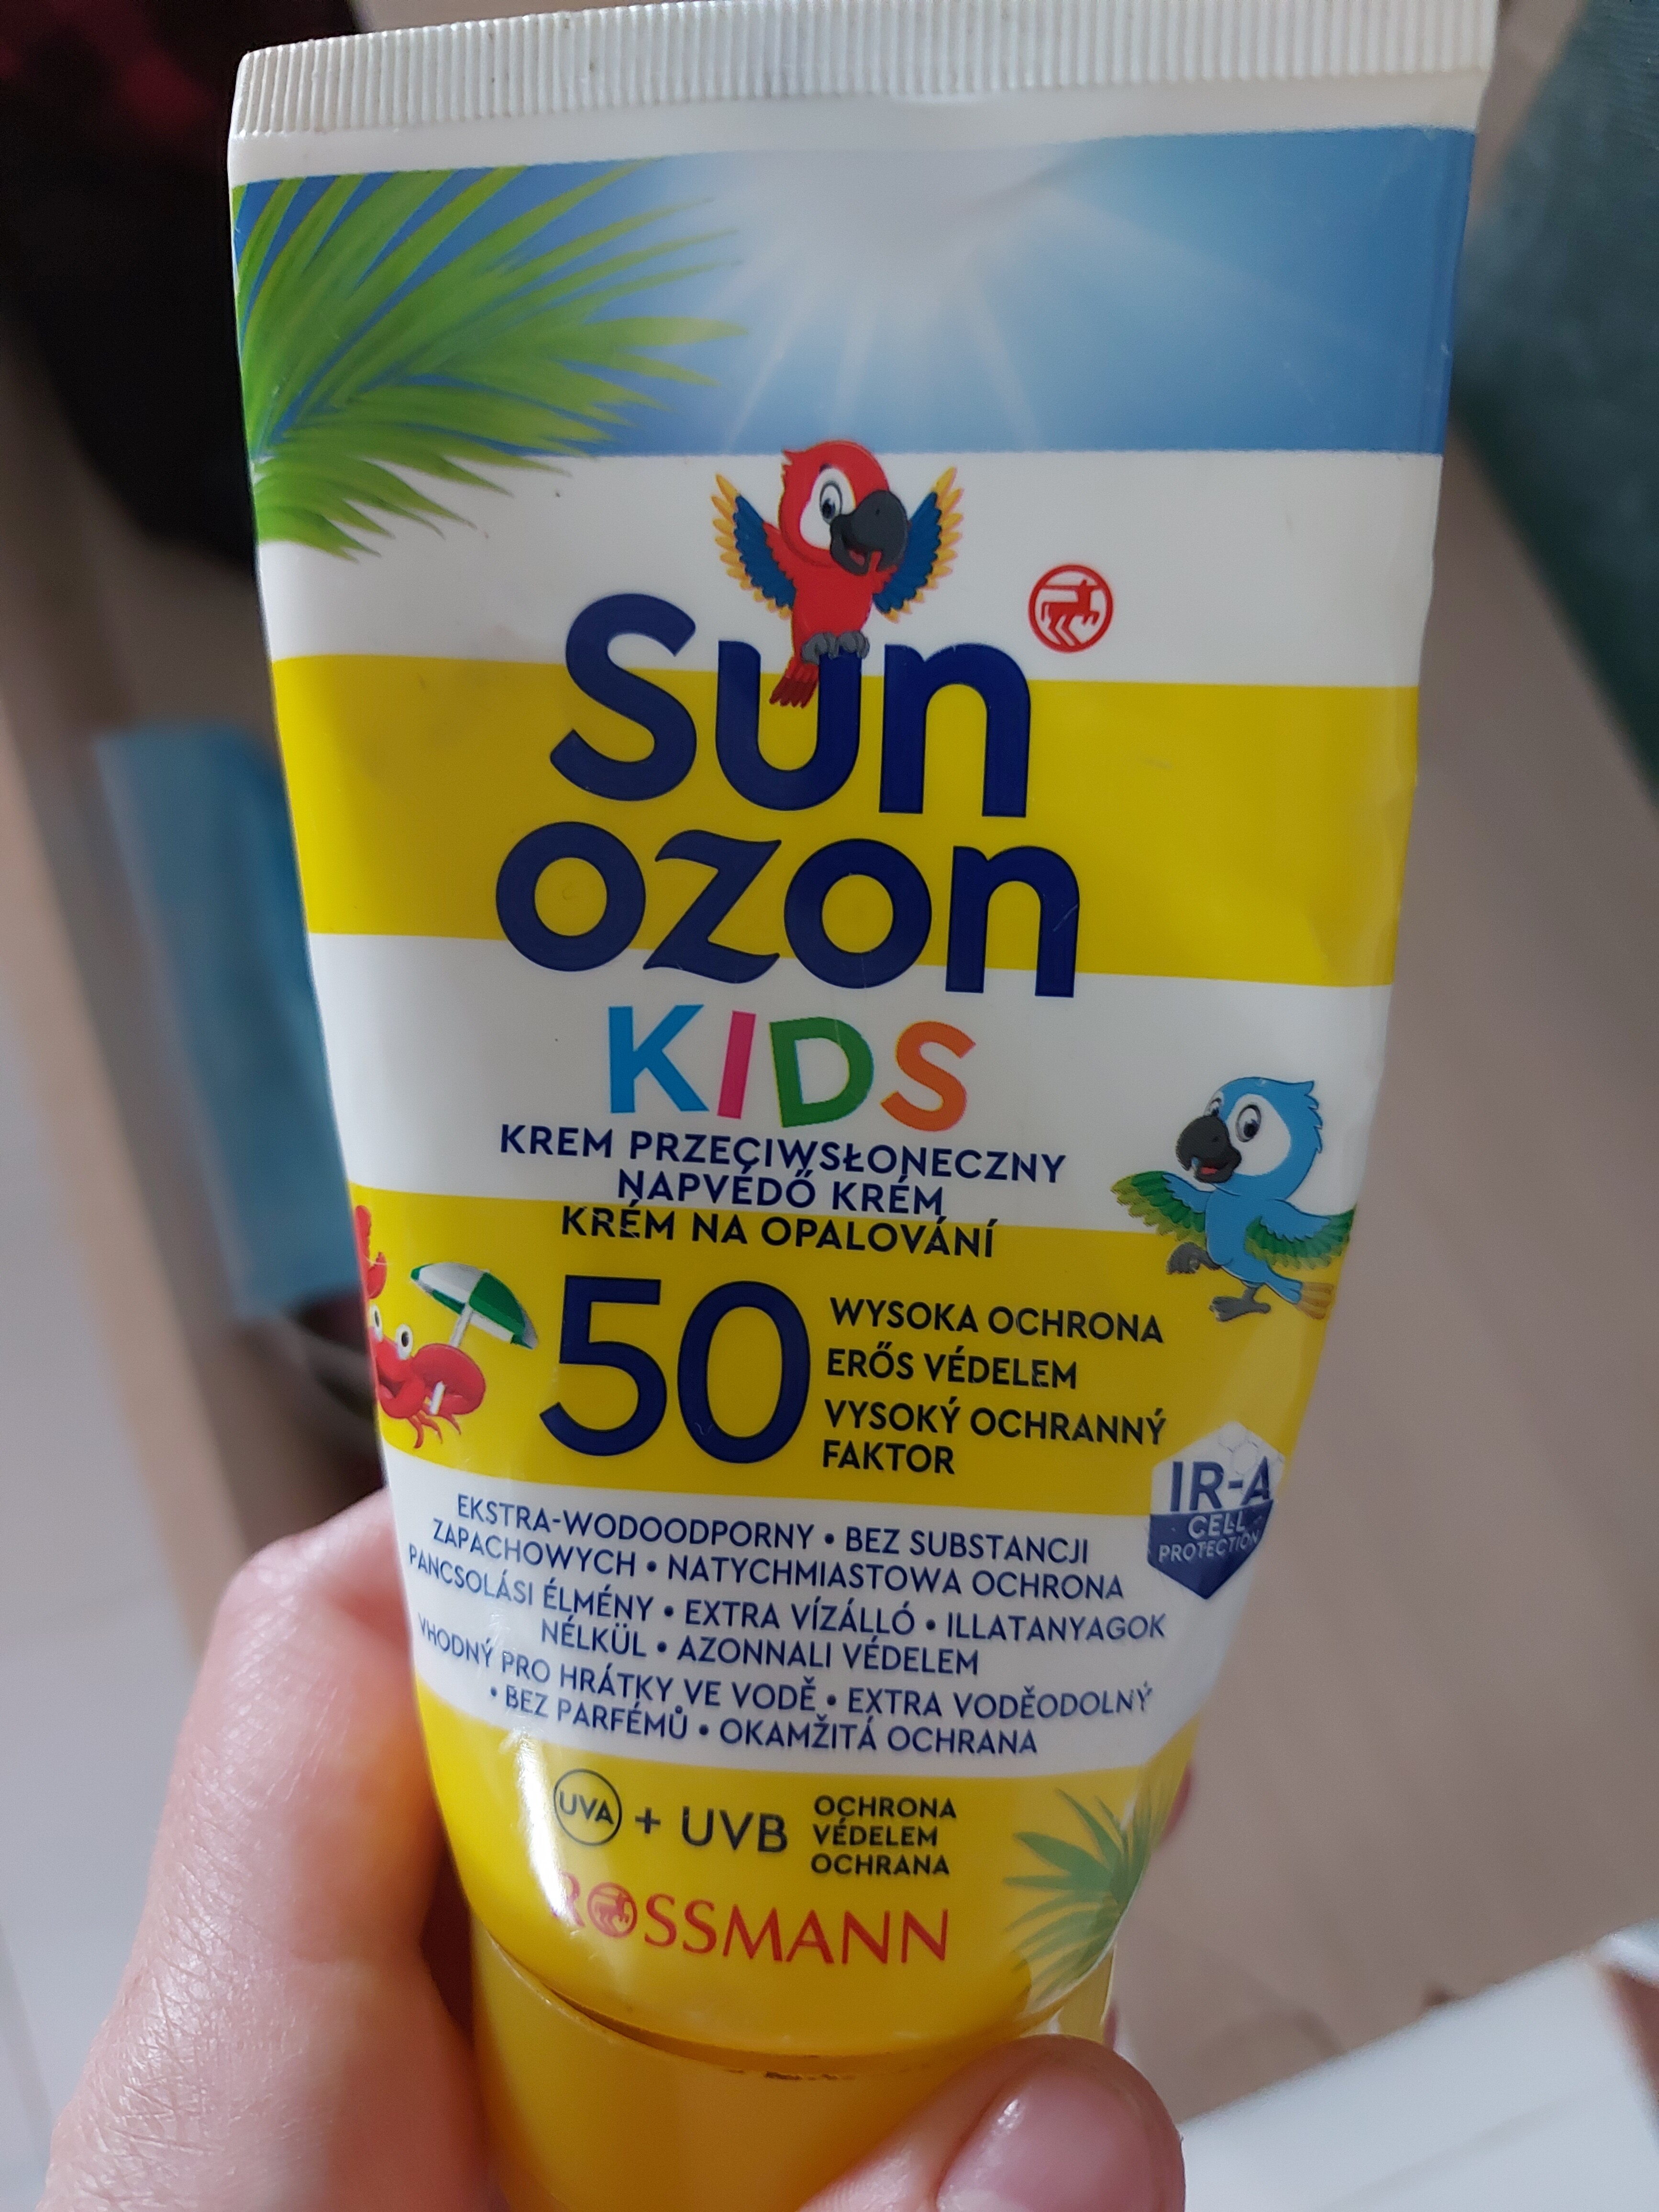 Sun
ozon
KIDS
KREM PRZECIWSŁONECZNY
NAPVÉDŐ KRÉM
KRÉM NA OPALOVÁNÍ
50
WYSOKA OCHRONA
ERŐS VÉDELEM
VYSOKÝ OCHRANNÝ
FAKTOR
IR-A
CELL
PROTECTION
EKSTRA-WODOODPORNY • BEZ SUBSTANCJI
ZAPACHOWYCH • NATYCHMIASTOWA OCHRONA
PANCSOLÁSI ÉLMÉNY • EXTRA VÍZÁLLÓ • ILLATANYAGOK
NÉLKÜL • AZONNALI VÉDELEM
VHODNÝ PRO HRÁTKY VE VODĚ • EXTRA VODĚODOLNÝ
• BEZ PARFÉMŮ • OKAMŽITÁ OCHRANA
UVA + UVB
OCHRONA
VÉDELEM
OCHRANA
ROSSMANN